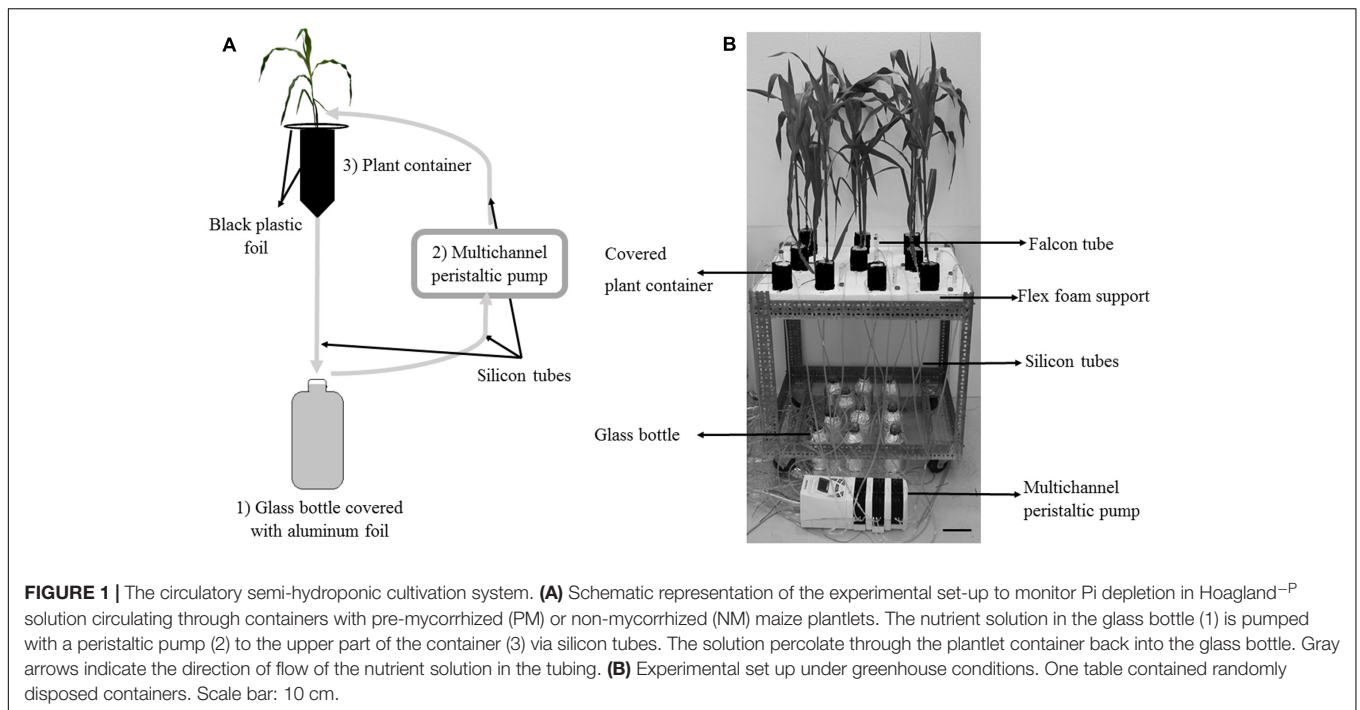 A
3) Plant container
Black plastic
foil
2) Multichannel
peristaltic pump
Silicon tubes
1) Glass bottle covered
with aluminum foil
B
Covered
plant container
Glass bottle
Falcon tube
Flex foam support
Silicon tubes
Multichannel
peristaltic pump
FIGURE 1 | The circulatory semi-hydroponic cultivation system. (A) Schematic representation of the experimental set-up to monitor Pi depletion in Hoagland−P
solution circulating through containers with pre-mycorrhized (PM) or non-mycorrhized (NM) maize plantlets. The nutrient solution in the glass bottle (1) is pumped
with a peristaltic pump (2) to the upper part of the container (3) via silicon tubes. The solution percolate through the plantlet container back into the glass bottle. Gray
arrows indicate the direction of flow of the nutrient solution in the tubing. (B) Experimental set up under greenhouse conditions. One table contained randomly
disposed containers. Scale bar: 10 cm.